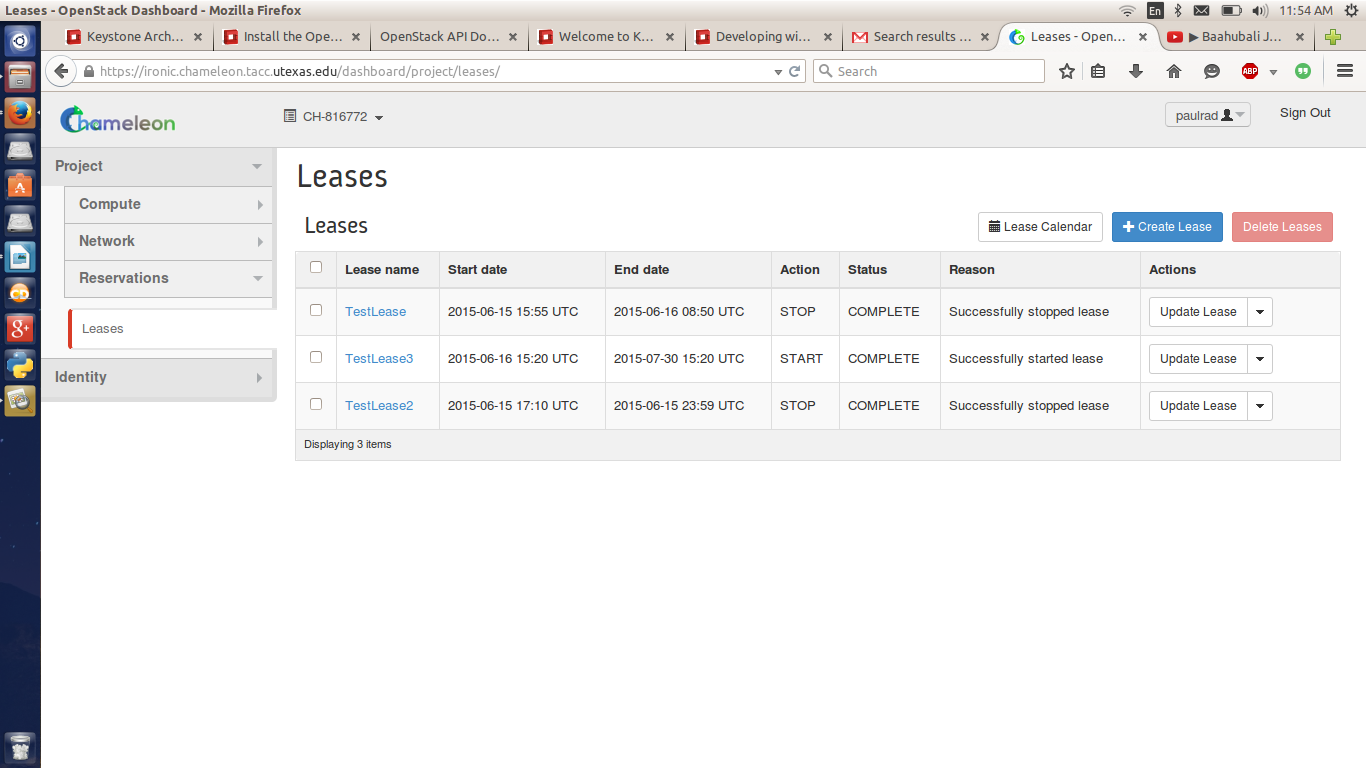 Leases - OpenStack Dashboard - Mozilla Firefox
En
11:54 AM
Keystone Arch... Install the Ope... OpenStack API Do... Welcome to K... Developing wi... Search results ... Leases - Open... ▶ Baahubali J...
https://ironic.chameleon.tacc.utexas.edu/dashboard/project/leases/
Search
ABP
Chameleon
CH-816772
paulrad
Sign Out
Project
Compute
Network
Reservations
Leases
Identity
Leases
Leases
Lease Calendar
Create Lease
Delete Leases
Lease name Start date End date Action Status Reason Actions
TestLease 2015-06-15 15:55 UTC 2015-06-16 08:50 UTC STOP COMPLETE Successfully stopped lease Update Lease
TestLease3 2015-06-16 15:20 UTC 2015-07-30 15:20 UTC START COMPLETE Successfully started lease Update Lease
TestLease2 2015-06-15 17:10 UTC 2015-06-15 23:59 UTC STOP COMPLETE Successfully stopped lease Update Lease
Displaying 3 items